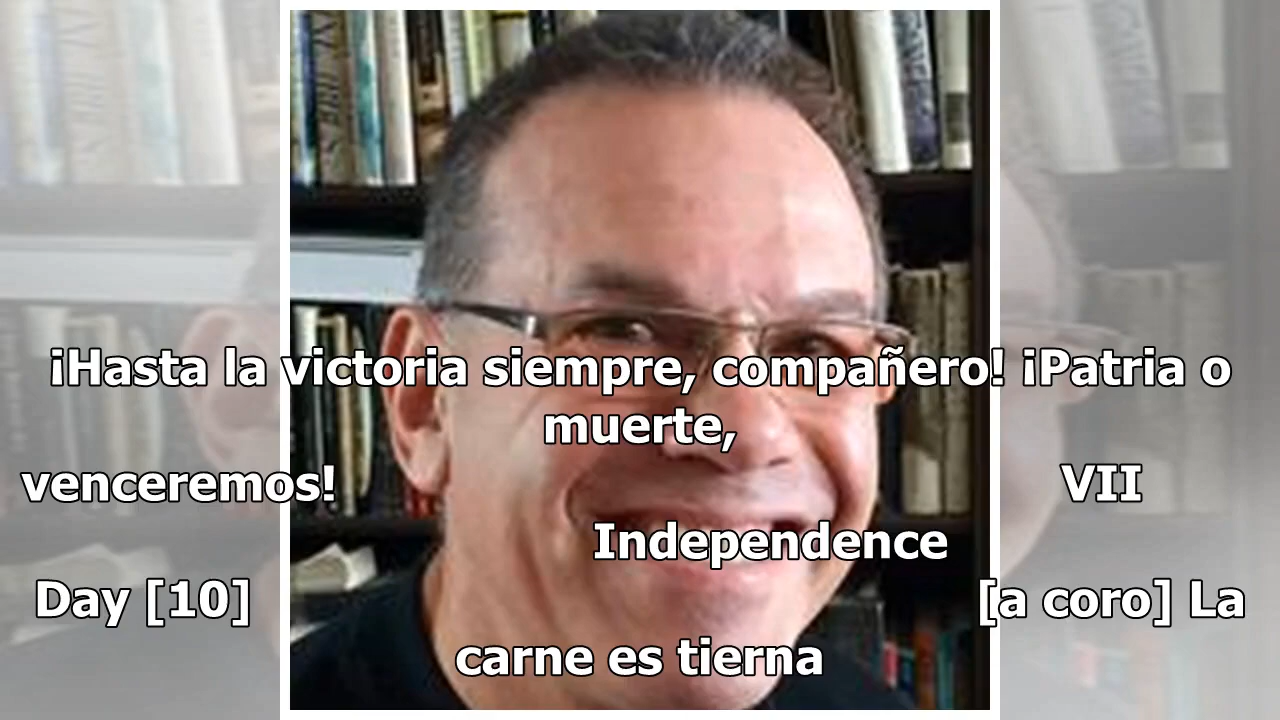 ¡Hasta la victoria siempre, compañero! ¡Patria o
muerte,
venceremos! VII
Independence
Day [10] [a coro] La
carne es tierna